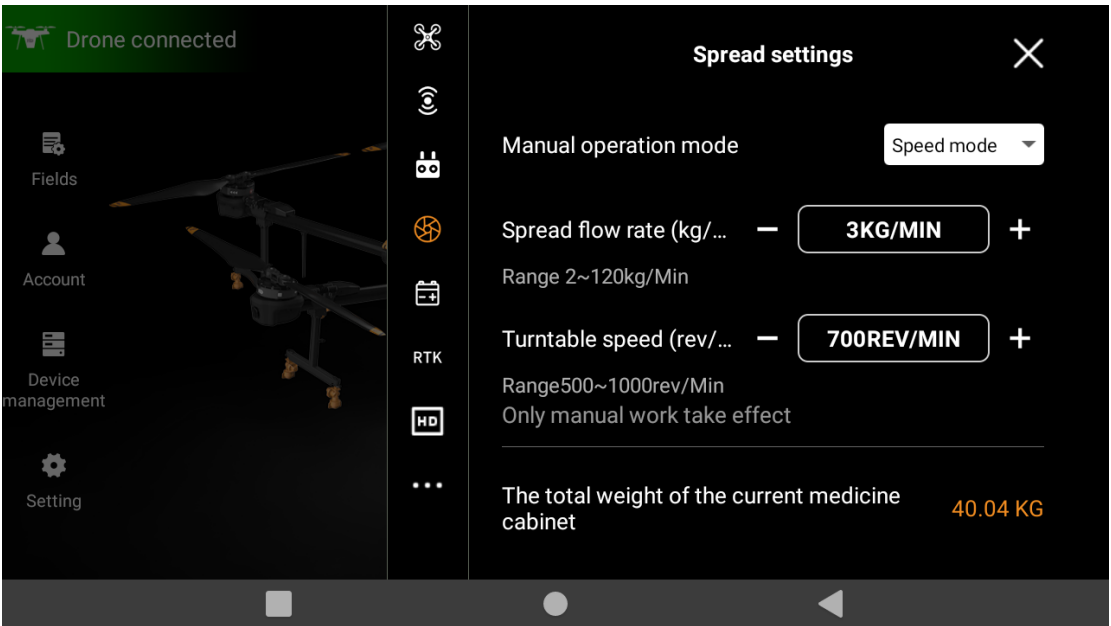 Drone connected
Fields
Account
Device
management
Setting
RTK
HD
Spread settings
Manual operation mode
Speed mode
Spread flow rate (kg/...
3KG/MIN
Range 2~120kg/Min
Turntable speed (rev/...
700REV/MIN
Range500~1000rev/Min
Only manual work take effect
The total weight of the current medicine
cabinet
40.04 KG